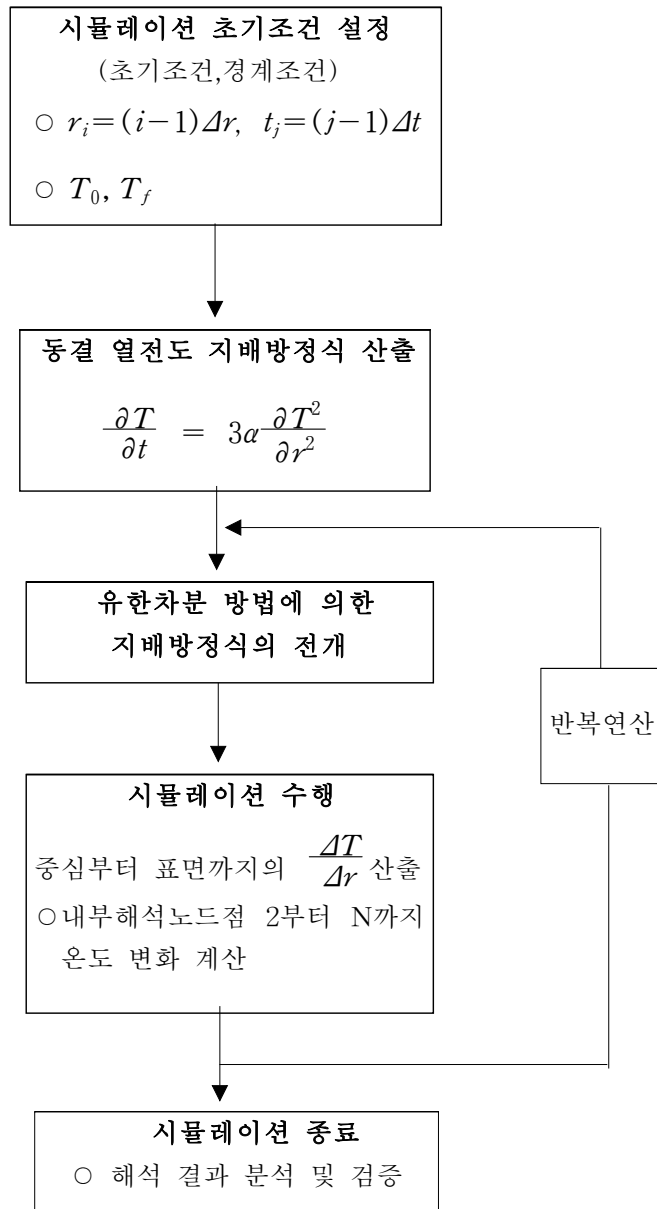 시뮬레이션 초기조건 설정
(초기조건,경계조건)
○ r_i=(i-1)Δr, t_j=(j-1)Δt
○ T_0, T_f
동결 열전도 지배방정식 산출
∂T/∂t = 3α ∂T²/∂r²
유한차분 방법에 의한
지배방정식의 전개
반복연산
시뮬레이션 수행
중심부터 표면까지의 ΔT/Δr 산출
○내부해석노드점 2부터 N까지
온도 변화 계산
시뮬레이션 종료
○ 해석 결과 분석 및 검증